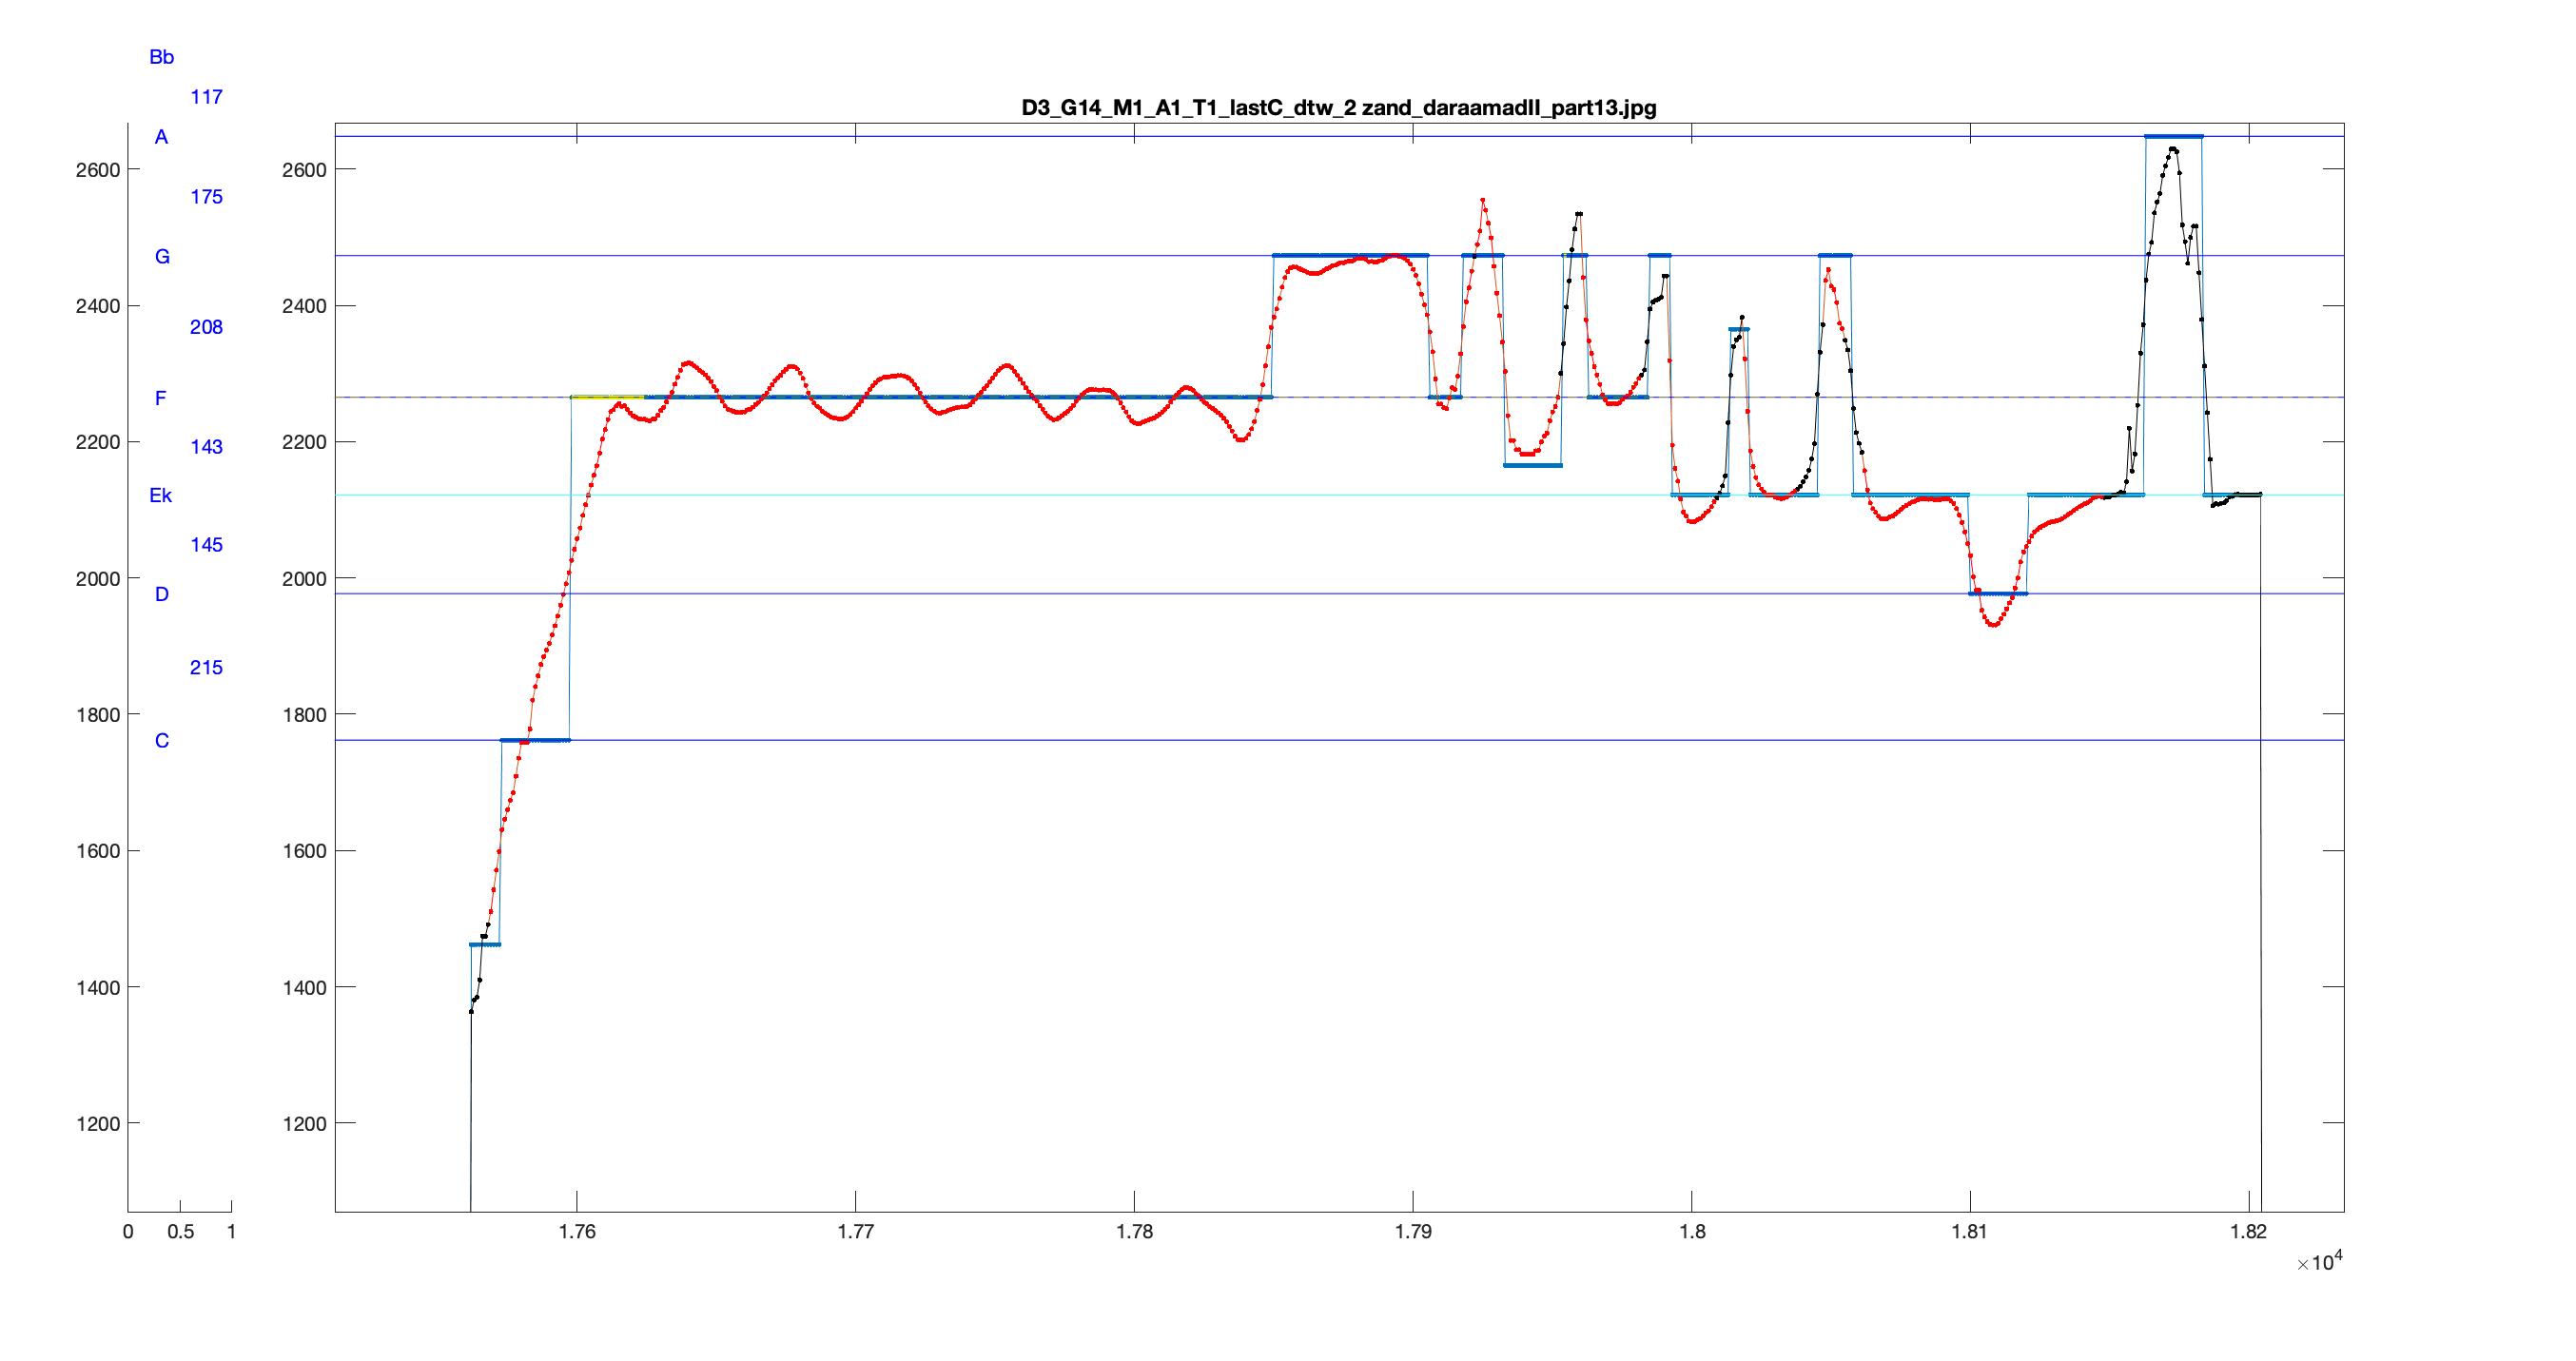 Bb
117
D3_G14_M1_A1_T1_lastC_dtw_2 zand_daraamadII_part13.jpg
A
2600
2600
175
G
2400
2400
208
F
2200
2200
143
Ek
145
2000
2000
D
215
1800
1800
C
1600
1600
1400
1400
1200
1200
0 0.5 1
1.76 1.77 1.78 1.79 1.8 1.81 1.82
×10⁴